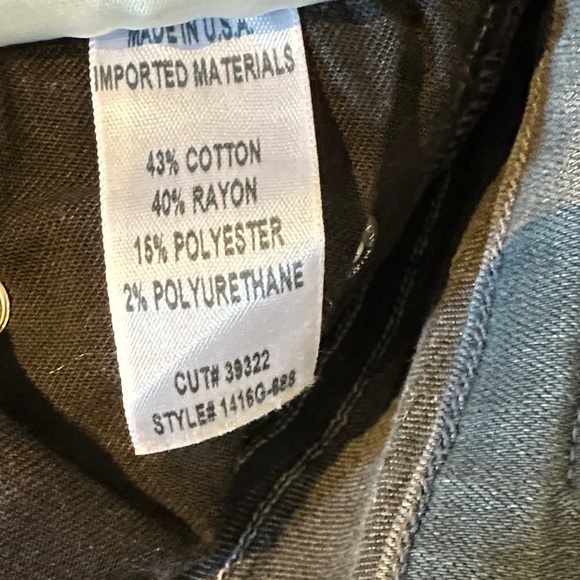 MADE IN U.S.A.
IMPORTED MATERIALS
43% COTTON
40% RAYON
15% POLYESTER
2% POLYURETHANE
CUT# 39322
STYLE# 1416G-688